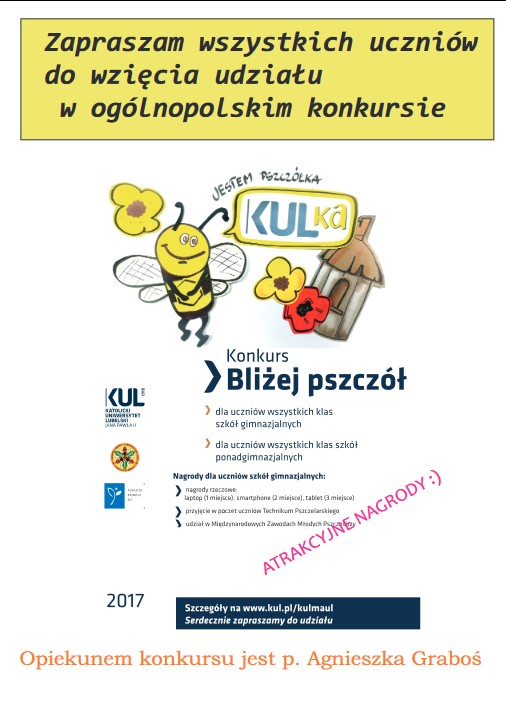 Zapraszam wszystkich uczniów
do wzięcia udziału
w ogólnopolskim konkursie
JESTEM PSZCZÓŁKA
KULka
Konkurs
Bliżej pszczół
dla uczniów wszystkich klas
szkół gimnazjalnych
dla uczniów wszystkich klas szkół
ponadgimnazjalnych
KUL
KATOLICKI
UNIWERSYTET
LUBELSKI
JANA PAWŁA II
Nagrody dla uczniów szkół gimnazjalnych:
nagrody rzeczowe:
laptop (1 miejsce), smartphone (2 miejsce), tablet (3 miejsce)
przyjęcie w poczet uczniów Technikum Pszczelarskiego
udział w Międzynarodowych Zawodach Młodych Pszczelarzy
ATRAKCYJNE NAGRODY :)
2017
Szczegóły na www.kul.pl/kulmaul
Serdecznie zapraszamy do udziału
Opiekunem konkursu jest p. Agnieszka Graboś